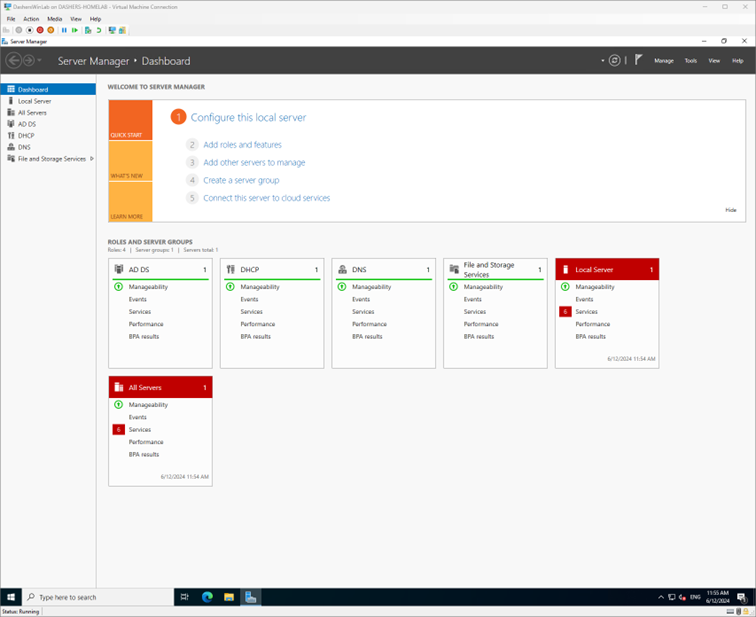 DashersWinLab on DASHERS-HOMELAB - Virtual Machine Connection
File Action Media View Help
Server Manager
Server Manager • Dashboard
Manage Tools View Help
Dashboard
Local Server
All Servers
AD DS
DHCP
DNS
File and Storage Services
WELCOME TO SERVER MANAGER
QUICK START
WHAT'S NEW
LEARN MORE
1 Configure this local server
2 Add roles and features
3 Add other servers to manage
4 Create a server group
5 Connect this server to cloud services
Hide
ROLES AND SERVER GROUPS
Roles: 4 | Server groups: 1 | Servers total: 1
AD DS 1
Manageability
Events
Services
Performance
BPA results
DHCP 1
Manageability
Events
Services
Performance
BPA results
DNS 1
Manageability
Events
Services
Performance
BPA results
File and Storage
Services 1
Manageability
Events
Services
Performance
BPA results
Local Server 1
Manageability
Events
6 Services
Performance
BPA results
6/12/2024 11:54 AM
All Servers 1
Manageability
Events
6 Services
Performance
BPA results
6/12/2024 11:54 AM
Type here to search
ENG
11:55 AM
6/12/2024
Status: Running